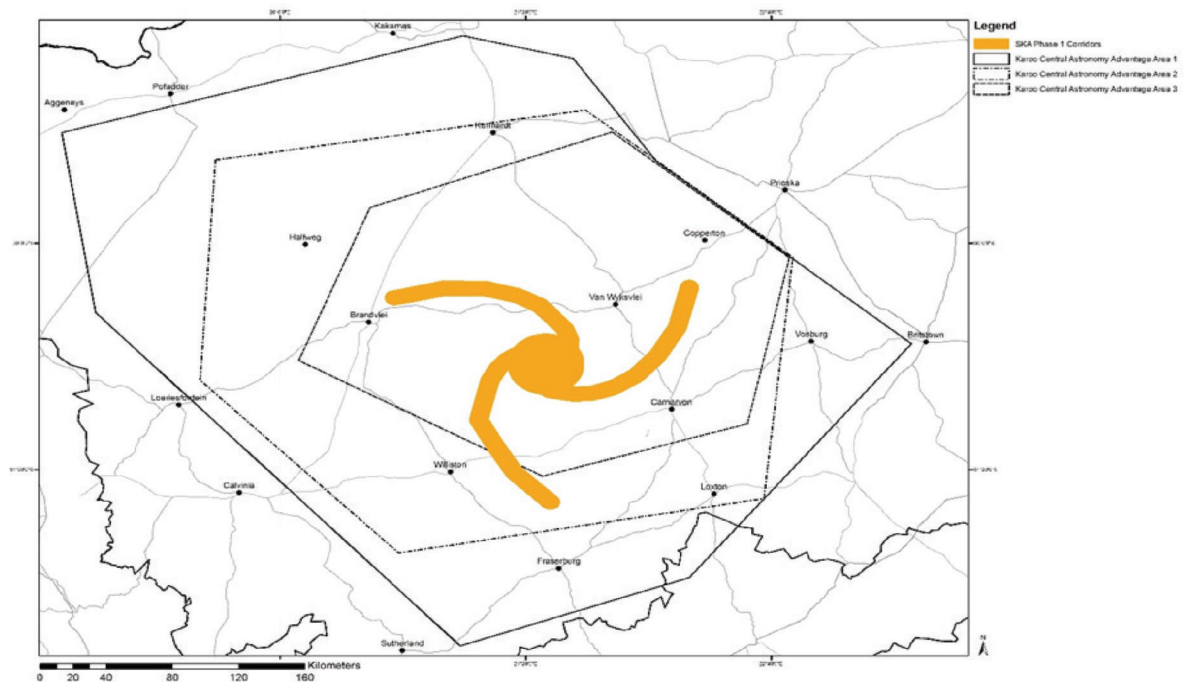 Legend
SKA Phase 1 Corridors
Karoo Central Astronomy Advantage Area 1
Karoo Central Astronomy Advantage Area 2
Karoo Central Astronomy Advantage Area 3
Kakamas
Pofadder
Aggeneys
Kenhardt
Prieska
Halfweg
Copperton
Van Wyksvlei
Brandvlei
Vosburg
Britstown
Loeriesfontein
Carnarvon
Williston
Calvinia
Loxton
Fraserburg
Sutherland
N
Kilometers
0 20 40 80 120 160